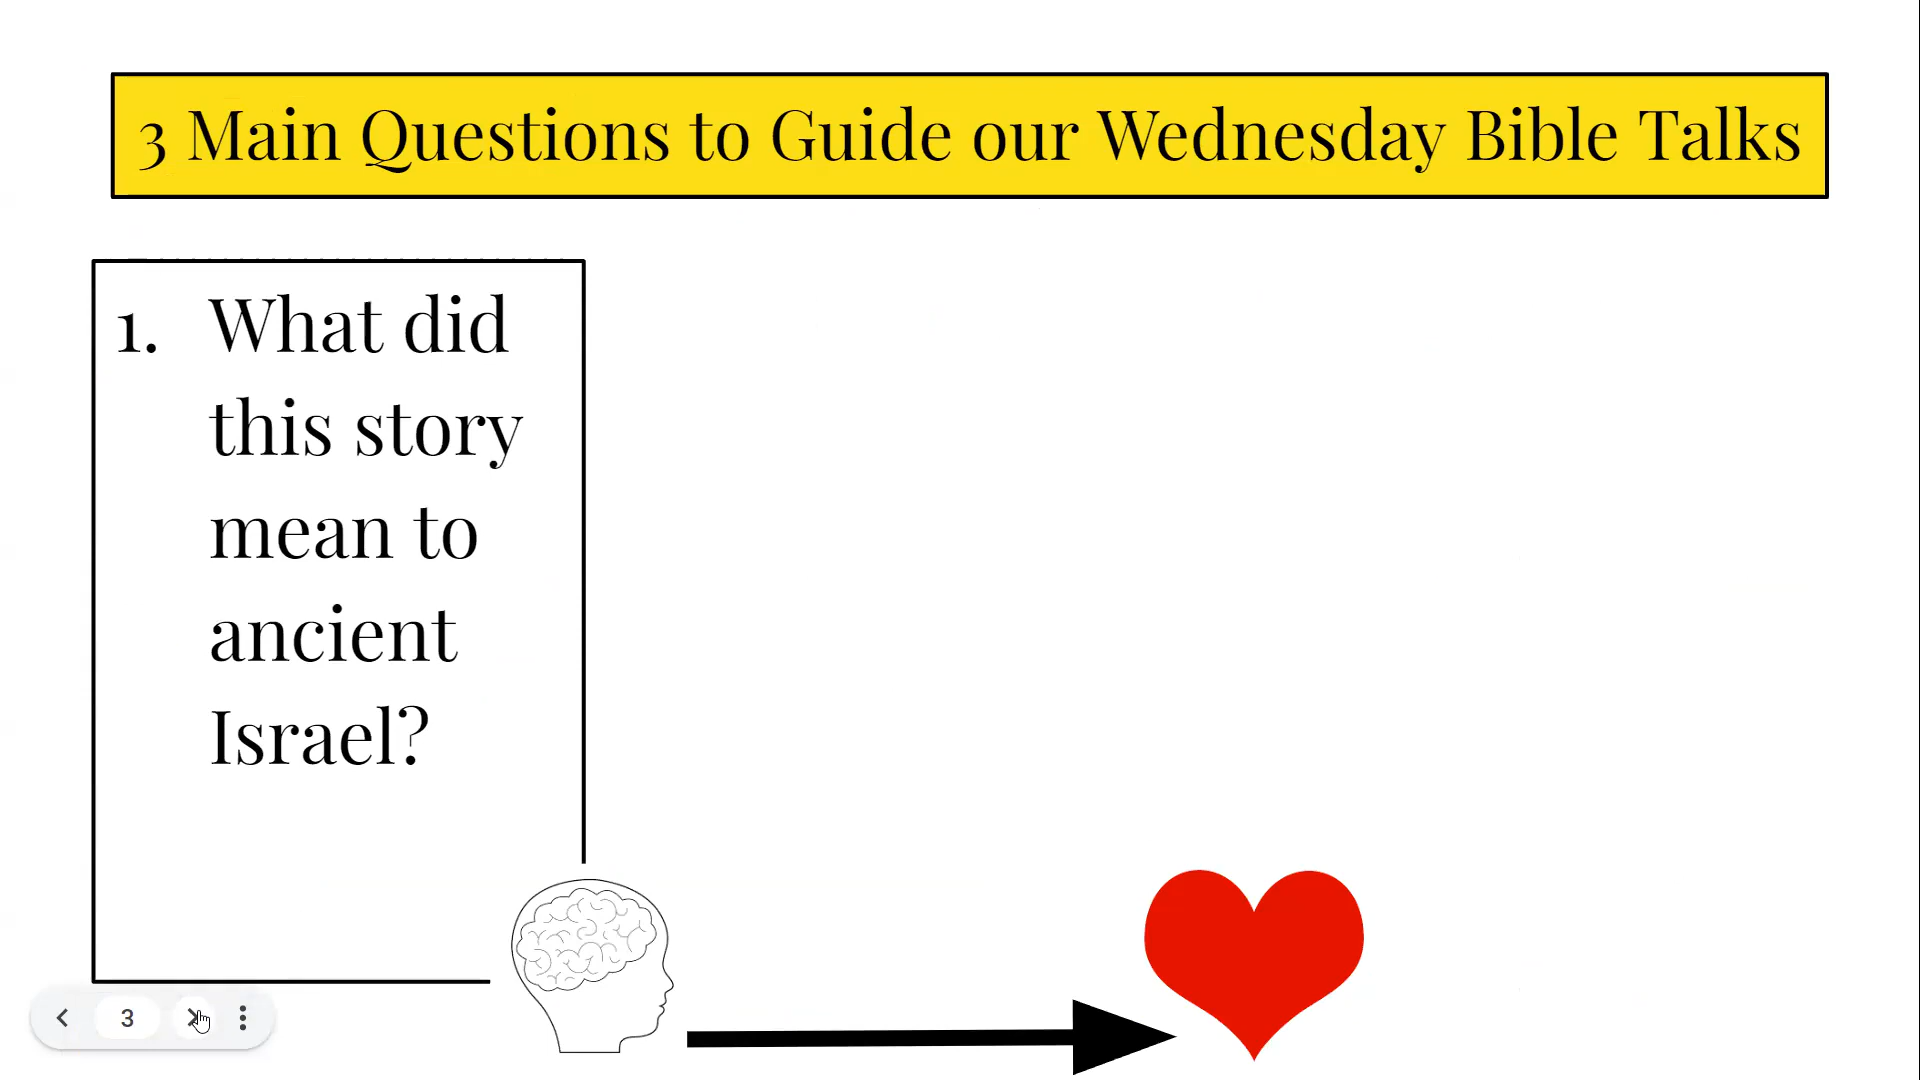 3 Main Questions to Guide our Wednesday Bible Talks
1. What did
this story
mean to
ancient
Israel?
3